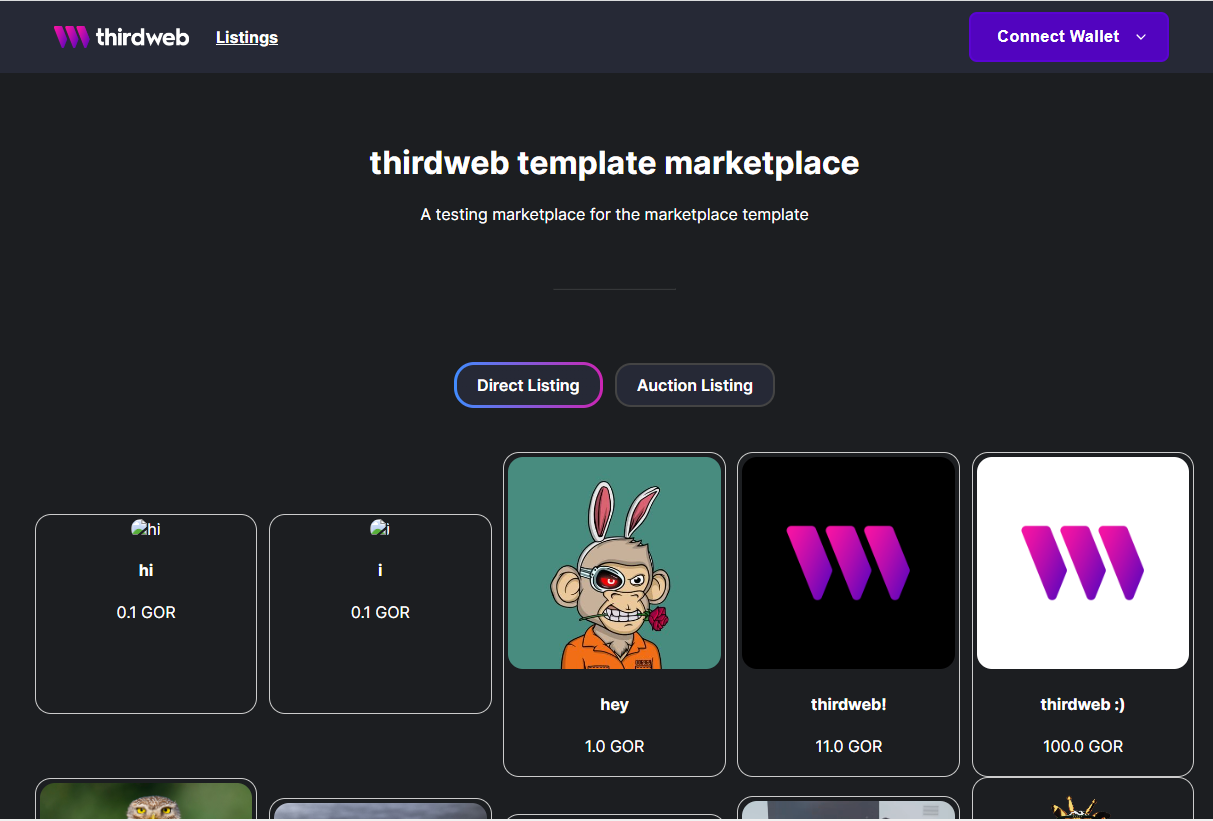 thirdweb
Listings
Connect Wallet
thirdweb template marketplace
A testing marketplace for the marketplace template
Direct Listing
Auction Listing
hi
hi
0.1 GOR
i
i
0.1 GOR
hey
1.0 GOR
thirdweb!
11.0 GOR
thirdweb :)
100.0 GOR